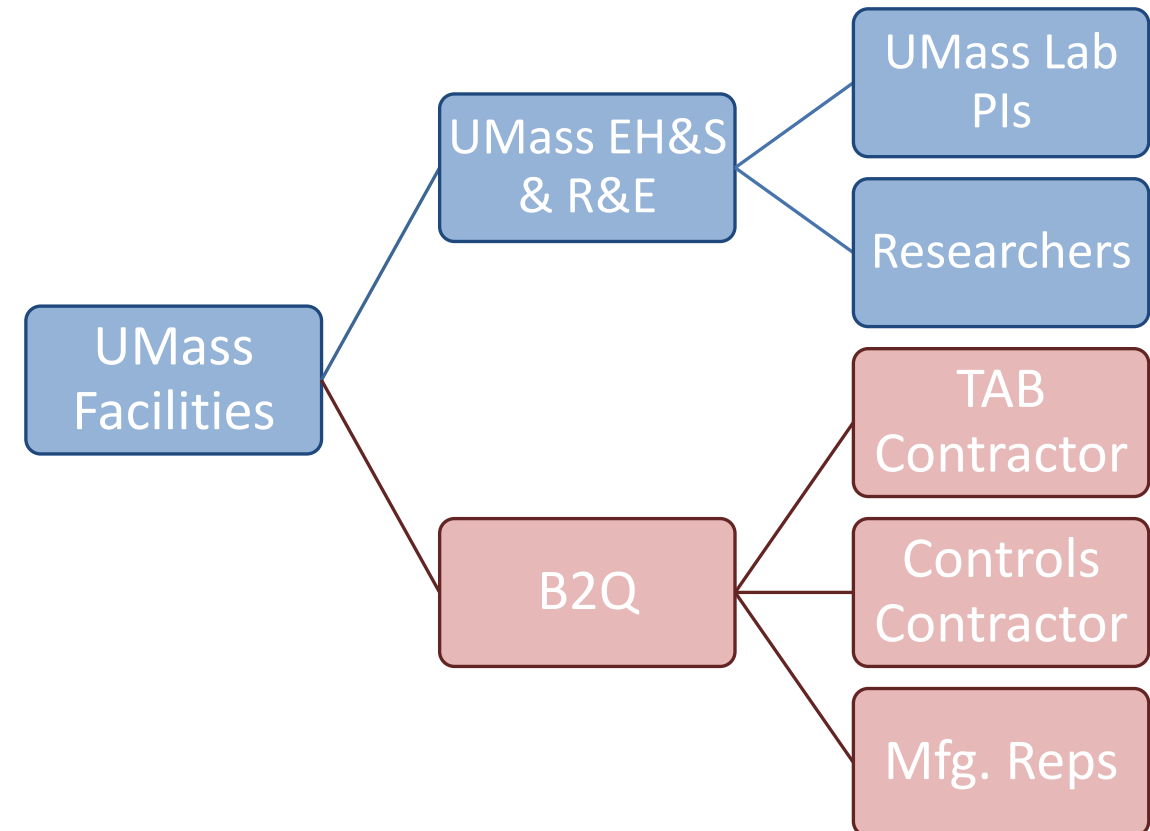 UMass
Facilities
UMass EH&S
& R&E
UMass Lab
PIs
Researchers
B2Q
TAB
Contractor
Controls
Contractor
Mfg. Reps